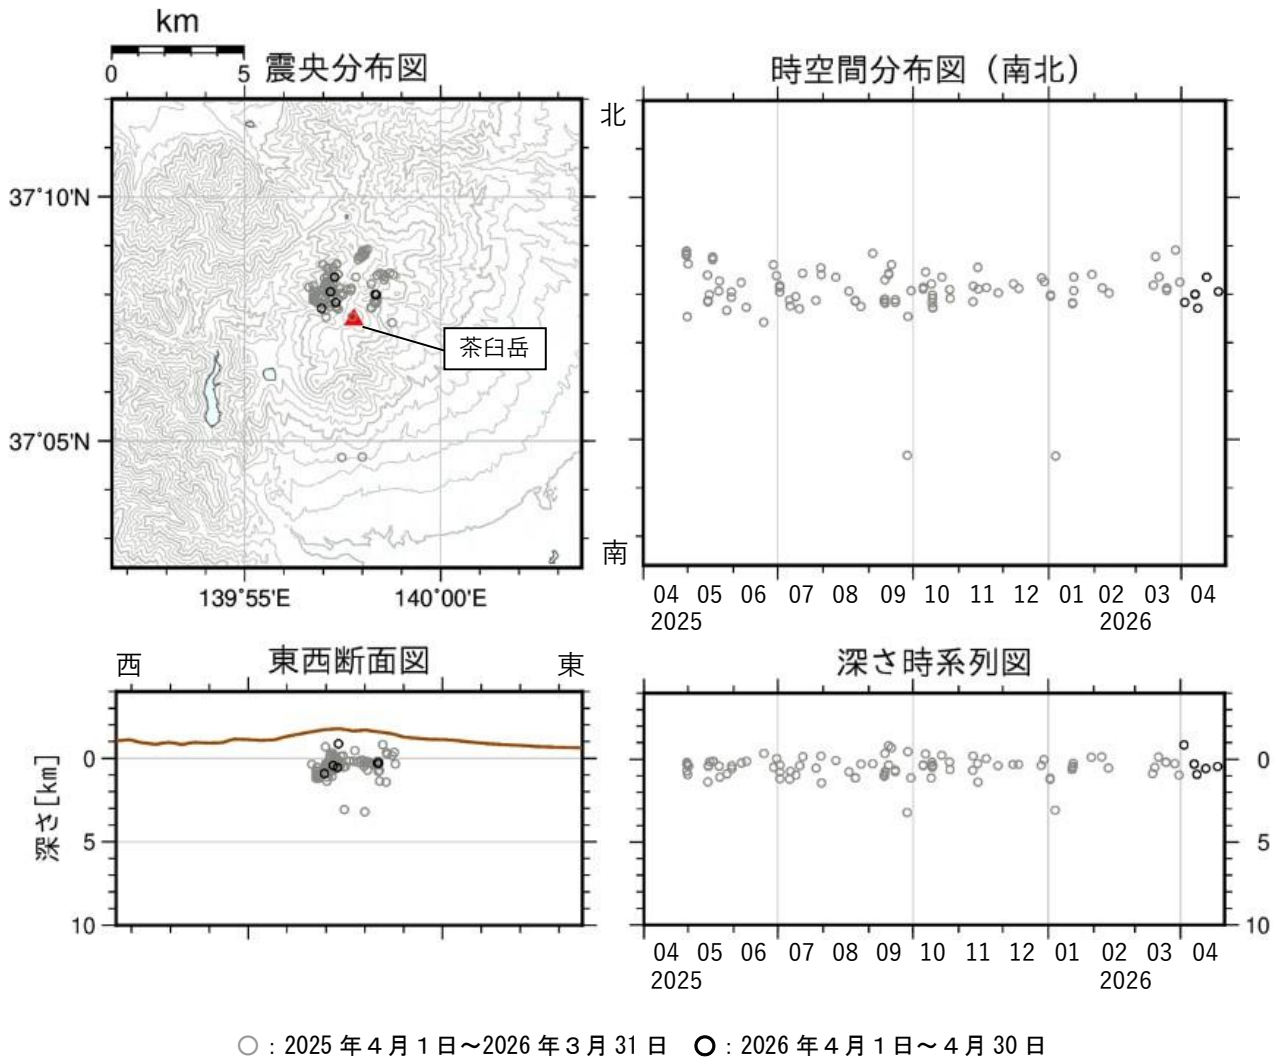 km
0 5
震央分布図
37°10'N
37°05'N
139°55'E 140°00'E
茶臼岳
時空間分布図（南北）
北
南
04 05 06 07 08 09 10 11 12 01 02 03 04
2025 2026
西 東西断面図 東
深さ[km]
0
5
10
深さ時系列図
0
5
10
04 05 06 07 08 09 10 11 12 01 02 03 04
2025 2026
○：2025年４月１日～2026年３月31日 ○：2026年４月１日～４月30日